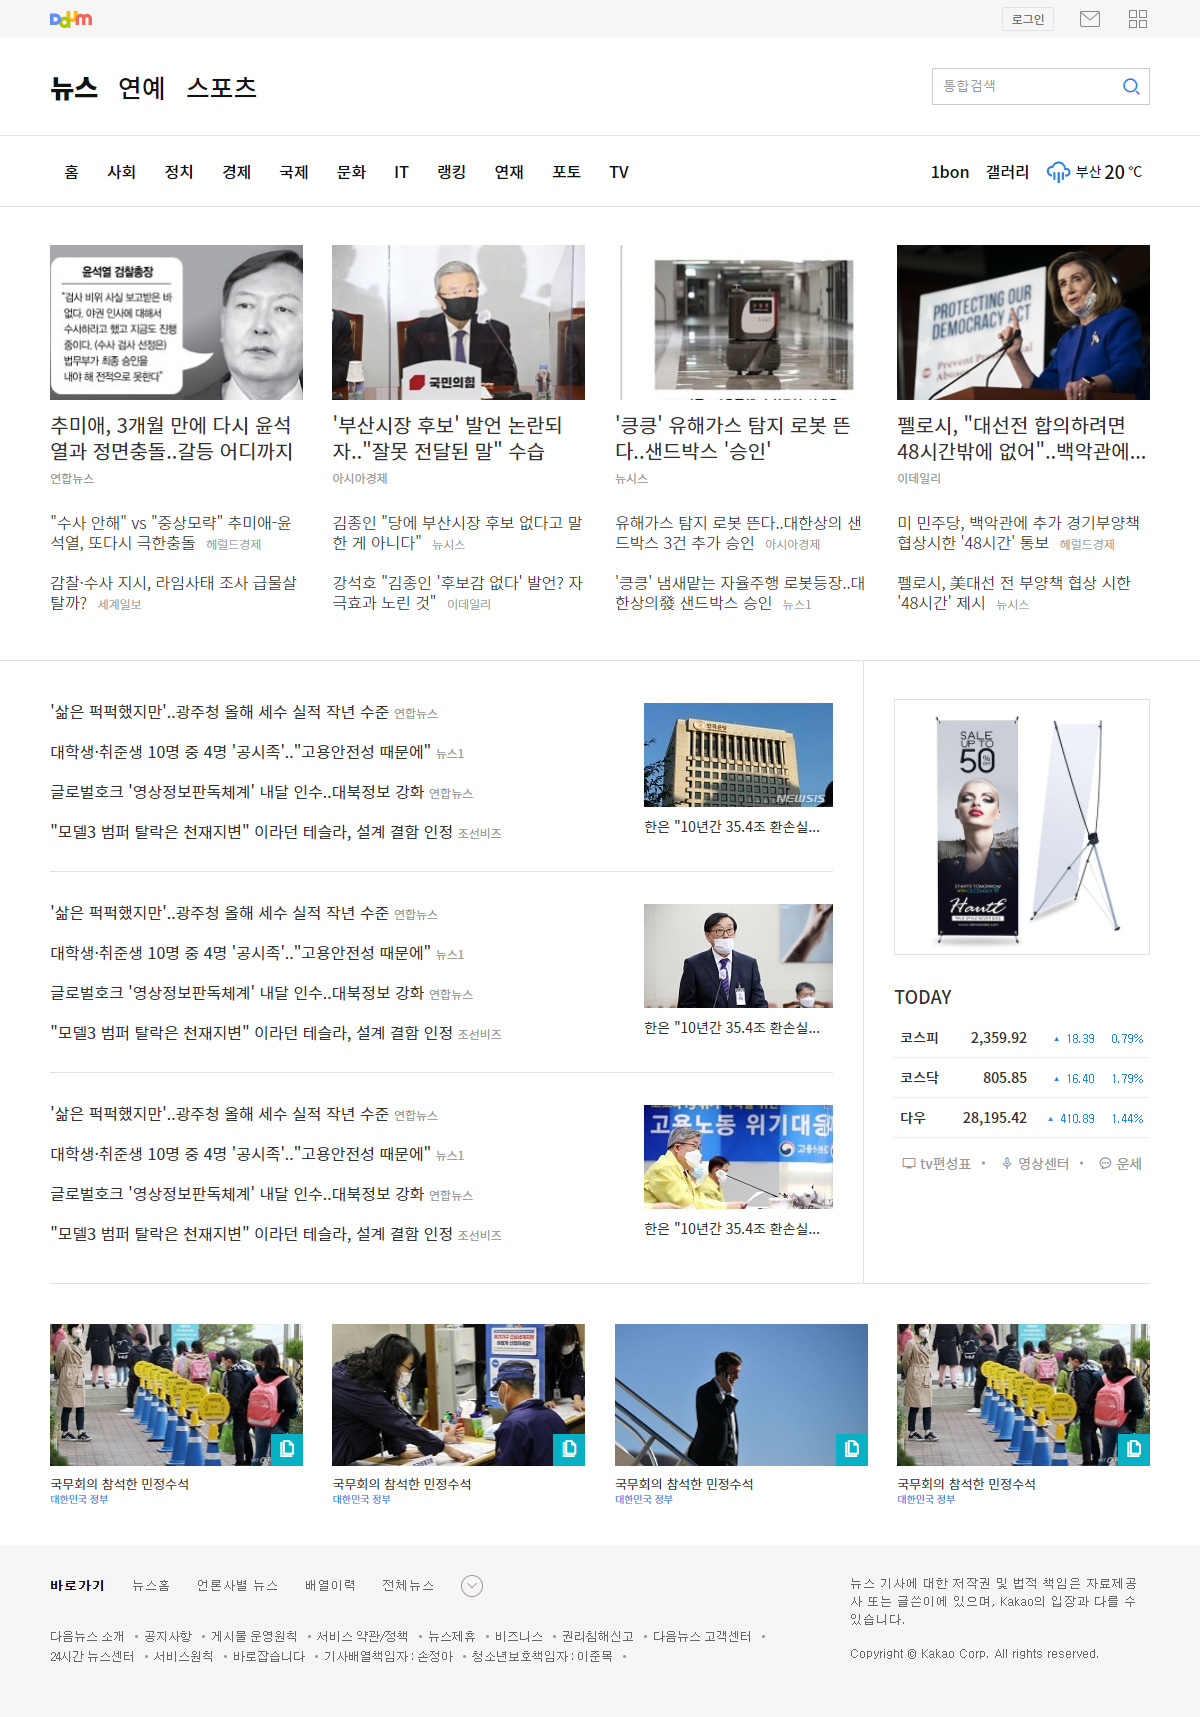 Daum
로그인
뉴스 연예 스포츠
통합검색
홈 사회 정치 경제 국제 문화 IT 랭킹 연재 포토 TV
1bon 갤러리 부산 20 ℃
윤석열 검찰총장
"검사 비위 사실 보고받은 바
없다. 야권 인사에 대해서
수사하라고 했고 지금도 진행
중이다. (수사 검사 선정은)
법무부가 최종 승인을
내야 해 전적으로 못한다"
국민의힘
PROTECTING OUR
DEMOCRACY ACT
추미애, 3개월 만에 다시 윤석
열과 정면충돌..갈등 어디까지
연합뉴스
'부산시장 후보' 발언 논란되
자.."잘못 전달된 말" 수습
아시아경제
'킁킁' 유해가스 탐지 로봇 뜬
다..샌드박스 '승인'
뉴시스
펠로시, "대선전 합의하려면
48시간밖에 없어"..백악관에...
이데일리
"수사 안해" vs "중상모략" 추미애-윤
석열, 또다시 극한충돌 헤럴드경제
감찰·수사 지시, 라임사태 조사 급물살
탈까? 세계일보
김종인 "당에 부산시장 후보 없다고 말
한 게 아니다" 뉴시스
강석호 "김종인 '후보감 없다' 발언? 자
극효과 노린 것" 이데일리
유해가스 탐지 로봇 뜬다..대한상의 샌
드박스 3건 추가 승인 아시아경제
'킁킁' 냄새맡는 자율주행 로봇등장..대
한상의發 샌드박스 승인 뉴스1
미 민주당, 백악관에 추가 경기부양책
협상시한 '48시간' 통보 헤럴드경제
펠로시, 美대선 전 부양책 협상 시한
'48시간' 제시 뉴시스
'삶은 퍽퍽했지만'..광주청 올해 세수 실적 작년 수준 연합뉴스
대학생·취준생 10명 중 4명 '공시족'.."고용안전성 때문에" 뉴스1
글로벌호크 '영상정보판독체계' 내달 인수..대북정보 강화 연합뉴스
"모델3 범퍼 탈락은 천재지변" 이라던 테슬라, 설계 결함 인정 조선비즈
NEWSIS
한은 "10년간 35.4조 환손실...
'삶은 퍽퍽했지만'..광주청 올해 세수 실적 작년 수준 연합뉴스
대학생·취준생 10명 중 4명 '공시족'.."고용안전성 때문에" 뉴스1
글로벌호크 '영상정보판독체계' 내달 인수..대북정보 강화 연합뉴스
"모델3 범퍼 탈락은 천재지변" 이라던 테슬라, 설계 결함 인정 조선비즈
한은 "10년간 35.4조 환손실...
'삶은 퍽퍽했지만'..광주청 올해 세수 실적 작년 수준 연합뉴스
대학생·취준생 10명 중 4명 '공시족'.."고용안전성 때문에" 뉴스1
글로벌호크 '영상정보판독체계' 내달 인수..대북정보 강화 연합뉴스
"모델3 범퍼 탈락은 천재지변" 이라던 테슬라, 설계 결함 인정 조선비즈
고용노동 위기대응
한은 "10년간 35.4조 환손실...
SALE
UP TO
50%
OFF
STARTS TOMORROW
HautE
TODAY
코스피 2,359.92 ▲ 18.39 0.79%
코스닥 805.85 ▲ 16.40 1.79%
다우 28,195.42 ▲ 410.89 1.44%
tv편성표 • 영상센터 • 운세
국무회의 참석한 민정수석
대한민국 정부
국무회의 참석한 민정수석
대한민국 정부
국무회의 참석한 민정수석
대한민국 정부
국무회의 참석한 민정수석
대한민국 정부
바로가기 뉴스홈 언론사별 뉴스 배열이력 전체뉴스
다음뉴스 소개 • 공지사항 • 게시물 운영원칙 • 서비스 약관/정책 • 뉴스제휴 • 비즈니스 • 권리침해신고 • 다음뉴스 고객센터 •
24시간 뉴스센터 • 서비스원칙 • 바로잡습니다 • 기사배열책임자 : 손정아 • 청소년보호책임자 : 이준목 •
뉴스 기사에 대한 저작권 및 법적 책임은 자료제공
사 또는 글쓴이에 있으며, Kakao의 입장과 다를 수
있습니다.
Copyright © Kakao Corp. All rights reserved.